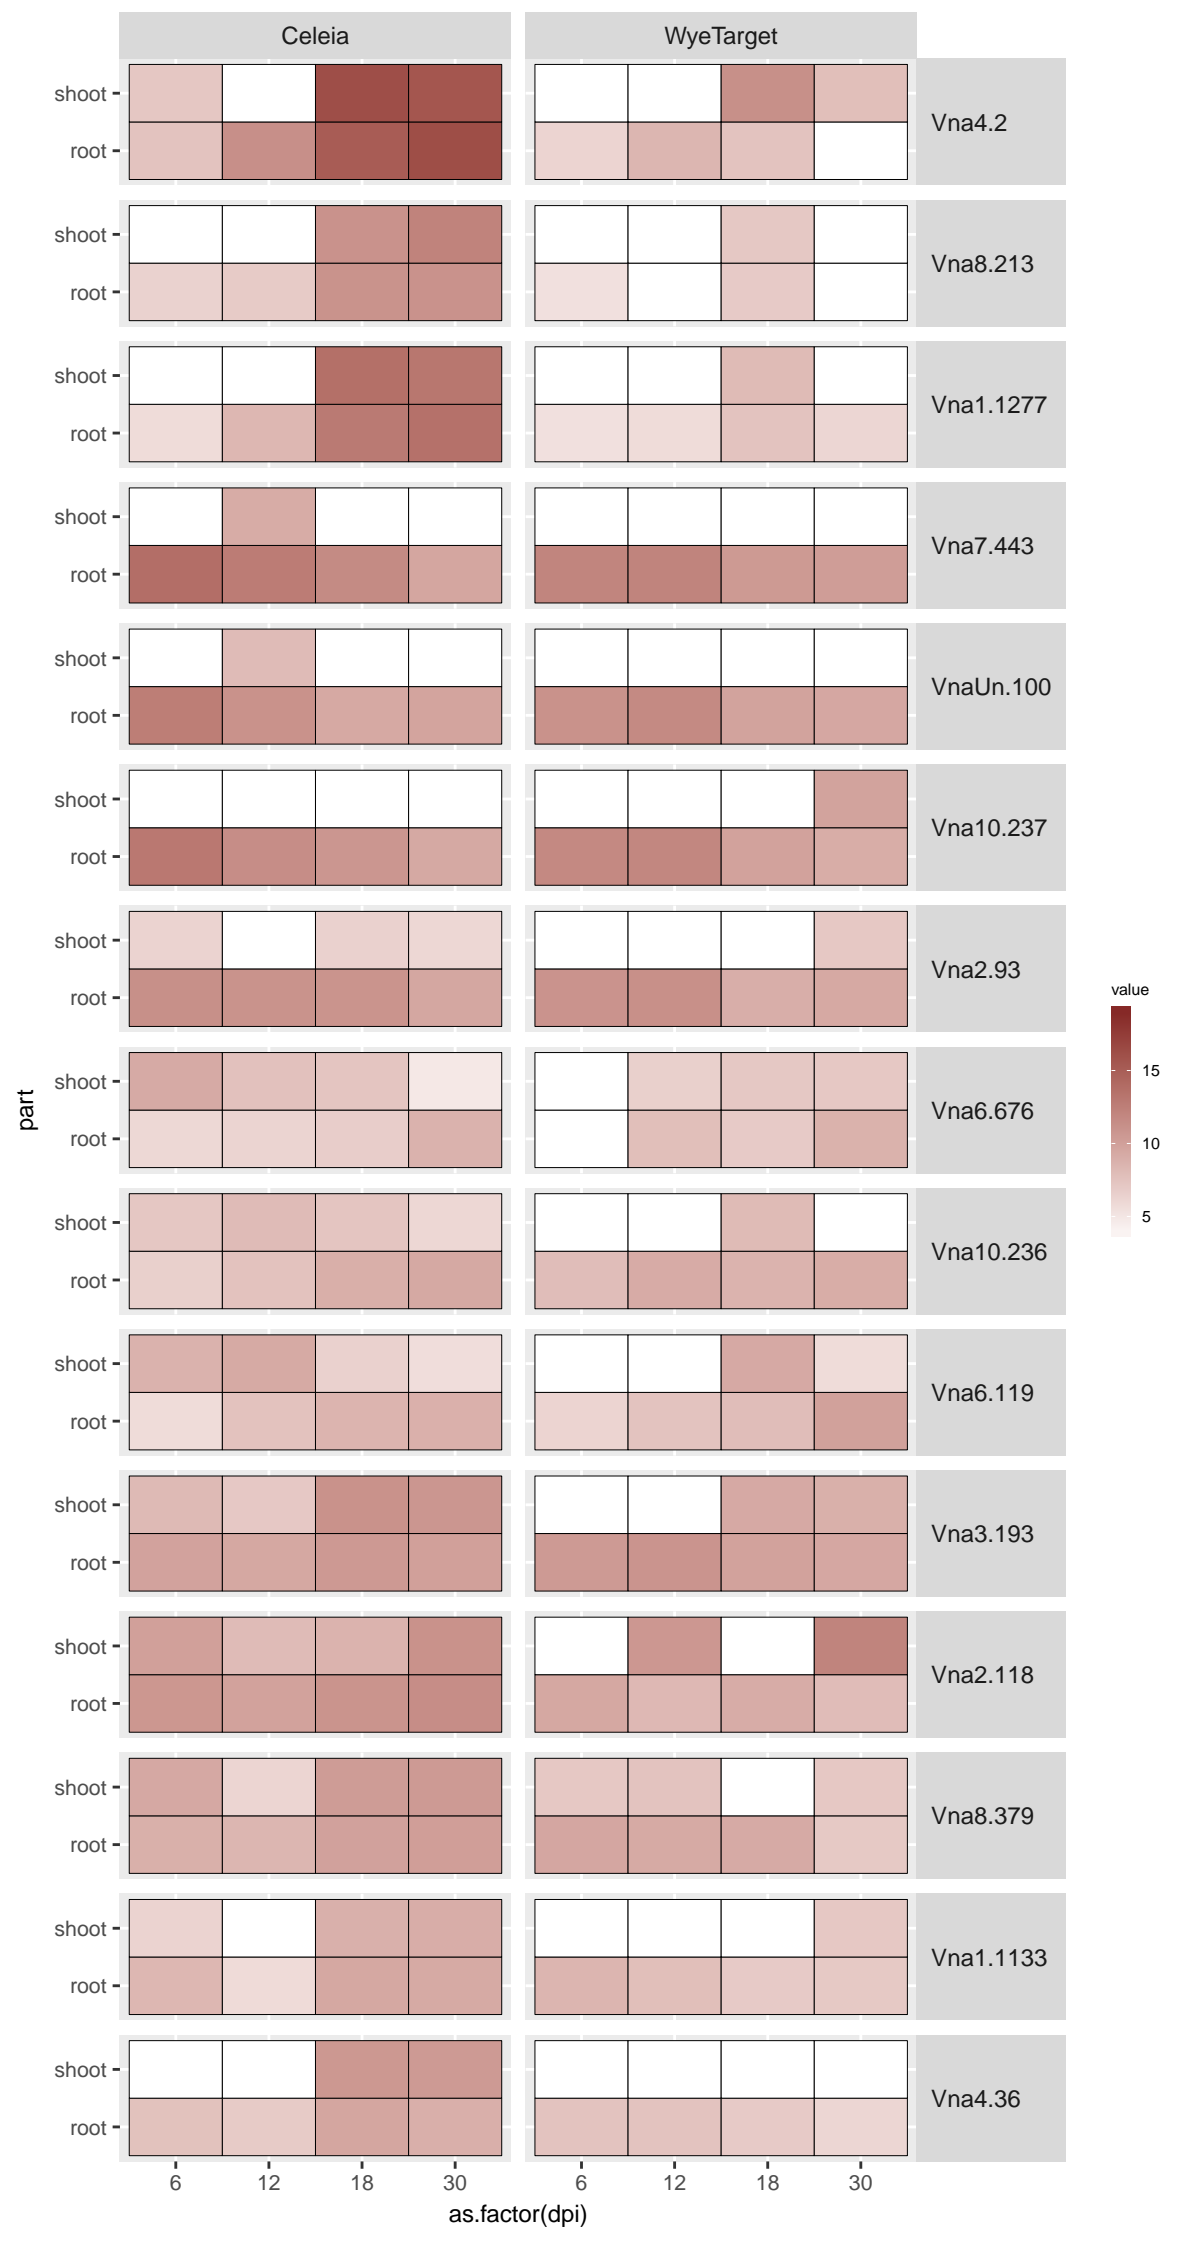 Celeia WyeTarget
shoot
root
Vna4.2
shoot
root
Vna8.213
shoot
root
Vna1.1277
shoot
root
Vna7.443
shoot
root
VnaUn.100
shoot
root
Vna10.237
shoot
root
Vna2.93
shoot
root
Vna6.676
shoot
root
Vna10.236
shoot
root
Vna6.119
shoot
root
Vna3.193
shoot
root
Vna2.118
shoot
root
Vna8.379
shoot
root
Vna1.1133
shoot
root
Vna4.36
6 12 18 30 6 12 18 30
as.factor(dpi)
part
value
15
10
5